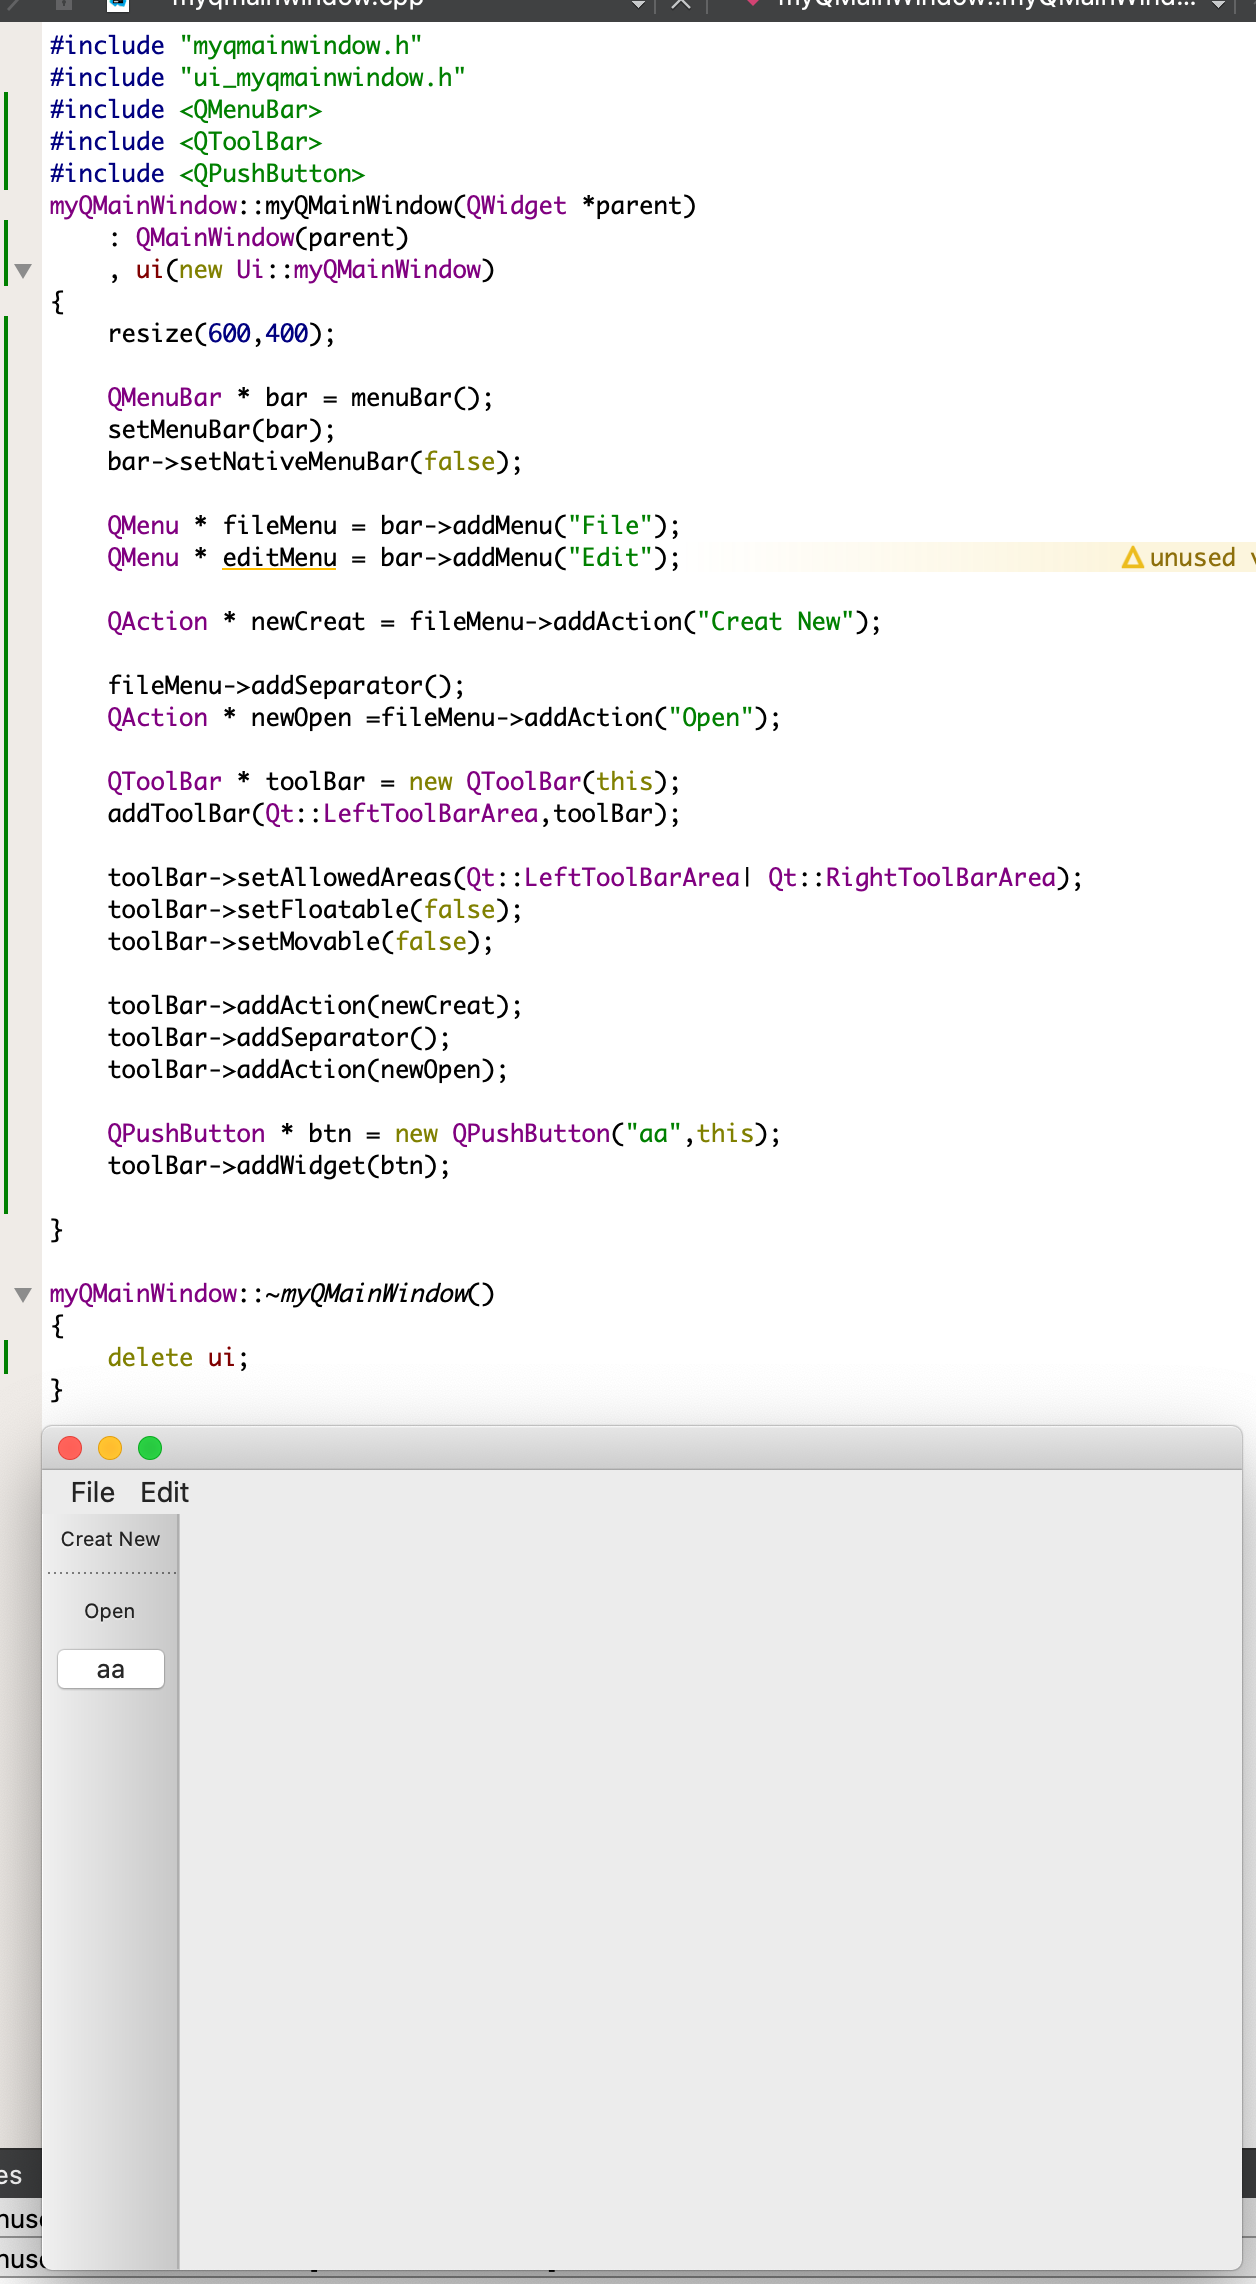 myqmainwindow.cpp
myQMainWindow::myQMainWind...
#include "myqmainwindow.h"
#include "ui_myqmainwindow.h"
#include <QMenuBar>
#include <QToolBar>
#include <QPushButton>
myQMainWindow::myQMainWindow(QWidget *parent)
    : QMainWindow(parent)
    , ui(new Ui::myQMainWindow)
{
    resize(600,400);
    QMenuBar * bar = menuBar();
    setMenuBar(bar);
    bar->setNativeMenuBar(false);
    QMenu * fileMenu = bar->addMenu("File");
    QMenu * editMenu = bar->addMenu("Edit"); unused
    QAction * newCreat = fileMenu->addAction("Creat New");
    fileMenu->addSeparator();
    QAction * newOpen =fileMenu->addAction("Open");
    QToolBar * toolBar = new QToolBar(this);
    addToolBar(Qt::LeftToolBarArea,toolBar);
    toolBar->setAllowedAreas(Qt::LeftToolBarArea| Qt::RightToolBarArea);
    toolBar->setFloatable(false);
    toolBar->setMovable(false);
    toolBar->addAction(newCreat);
    toolBar->addSeparator();
    toolBar->addAction(newOpen);
    QPushButton * btn = new QPushButton("aa",this);
    toolBar->addWidget(btn);
}
myQMainWindow::~myQMainWindow()
{
    delete ui;
}
File Edit
Creat New
Open
aa